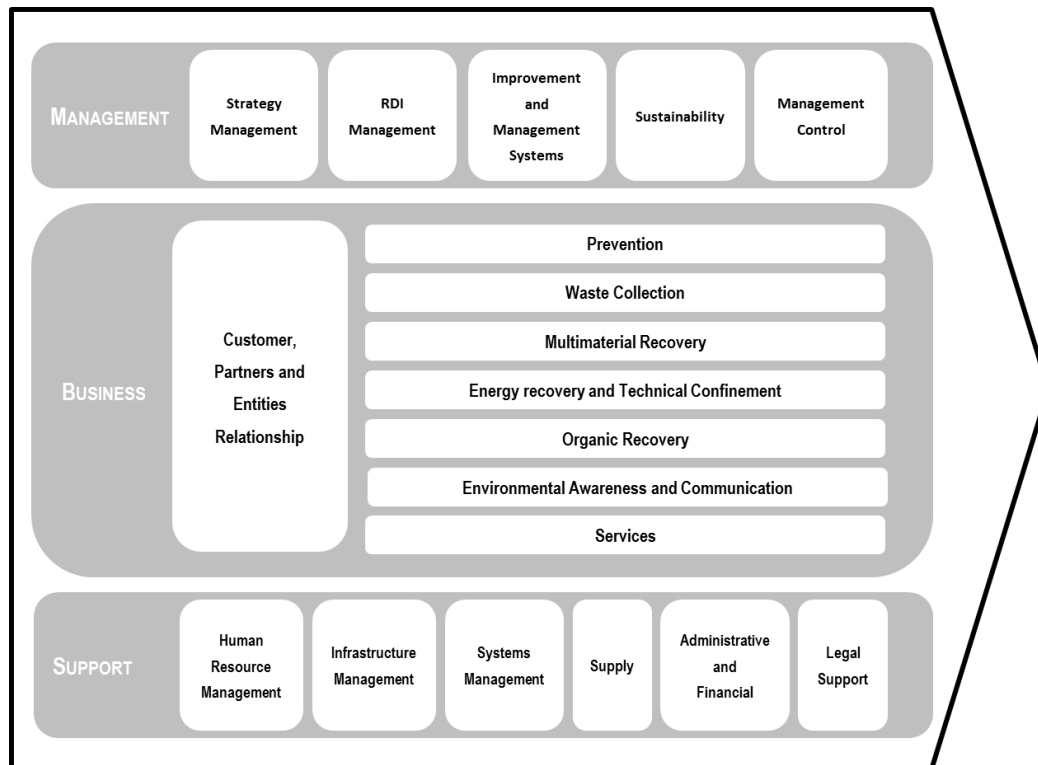 MANAGEMENT
Strategy
Management
RDI
Management
Improvement
and
Management
Systems
Sustainability
Management
Control
BUSINESS
Customer,
Partners and
Entities
Relationship
Prevention
Waste Collection
Multimaterial Recovery
Energy recovery and Technical Confinement
Organic Recovery
Environmental Awareness and Communication
Services
SUPPORT
Human
Resource
Management
Infrastructure
Management
Systems
Management
Supply
Administrative
and
Financial
Legal
Support